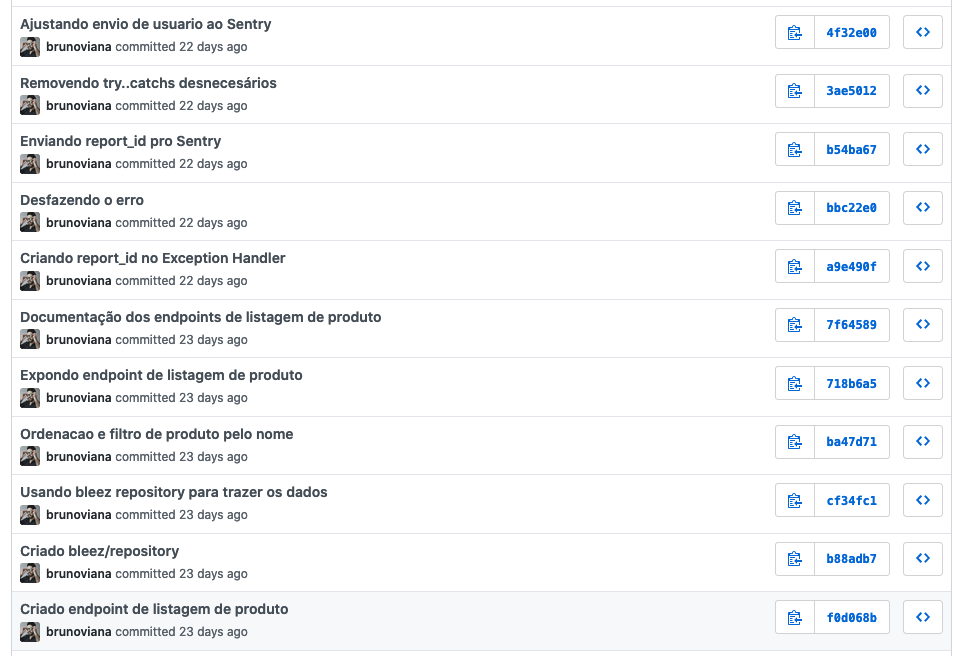 Ajustando envio de usuario ao Sentry
brunoviana committed 22 days ago
4f32e00
Removendo try..catchs desnecesários
brunoviana committed 22 days ago
3ae5012
Enviando report_id pro Sentry
brunoviana committed 22 days ago
b54ba67
Desfazendo o erro
brunoviana committed 22 days ago
bbc22e0
Criando report_id no Exception Handler
brunoviana committed 22 days ago
a9e490f
Documentação dos endpoints de listagem de produto
brunoviana committed 23 days ago
7f64589
Expondo endpoint de listagem de produto
brunoviana committed 23 days ago
718b6a5
Ordenacao e filtro de produto pelo nome
brunoviana committed 23 days ago
ba47d71
Usando bleez repository para trazer os dados
brunoviana committed 23 days ago
cf34fc1
Criado bleez/repository
brunoviana committed 23 days ago
b88adb7
Criado endpoint de listagem de produto
brunoviana committed 23 days ago
f0d068b